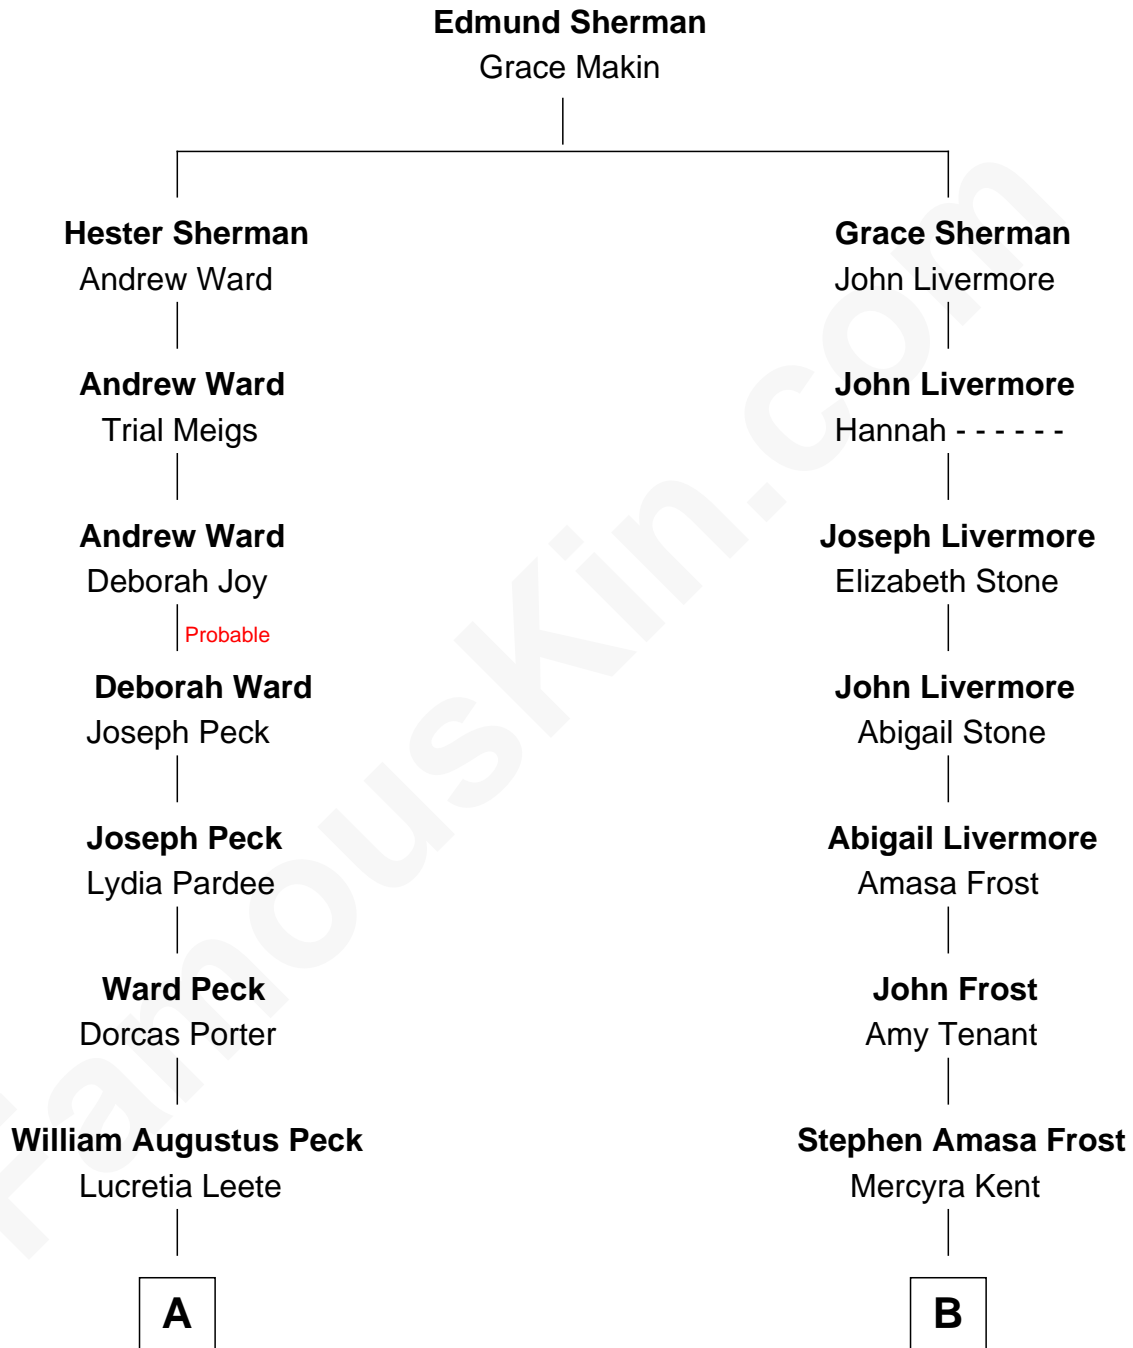 Edmund Sherman
Grace Makin
Hester Sherman
Andrew Ward
Andrew Ward
Trial Meigs
Andrew Ward
Deborah Joy
Probable
Deborah Ward
Joseph Peck
Joseph Peck
Lydia Pardee
Ward Peck
Dorcas Porter
William Augustus Peck
Lucretia Leete
A
Grace Sherman
John Livermore
John Livermore
Hannah - - - - - -
Joseph Livermore
Elizabeth Stone
John Livermore
Abigail Stone
Abigail Livermore
Amasa Frost
John Frost
Amy Tenant
Stephen Amasa Frost
Mercyra Kent
B
FamousKin.com